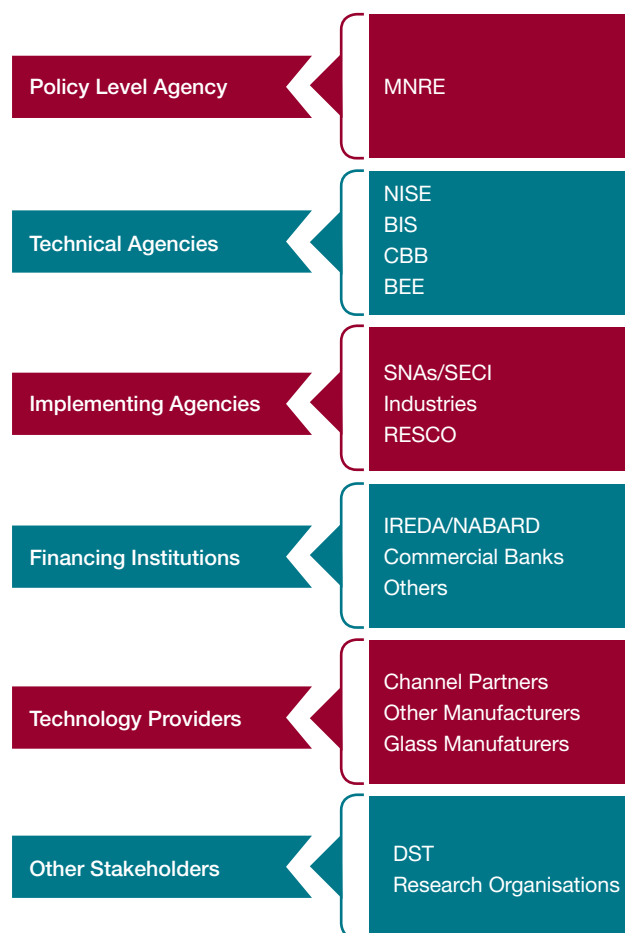 Policy Level Agency
MNRE
Technical Agencies
NISE
BIS
CBB
BEE
Implementing Agencies
SNAs/SECI
Industries
RESCO
Financing Institutions
IREDA/NABARD
Commercial Banks
Others
Technology Providers
Channel Partners
Other Manufacturers
Glass Manufaturers
Other Stakeholders
DST
Research Organisations